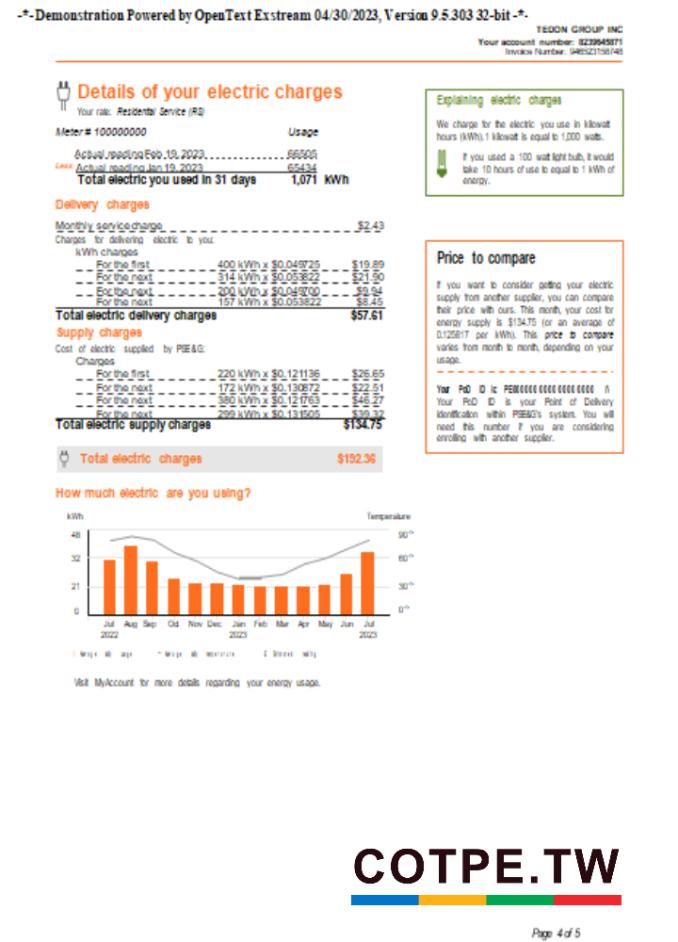 -*- Demonstration Powered by OpenText Exstream 04/30/2023, Version 9.5.303 32-bit -*-
TEDON GROUP INC
Your account number: 8239645871
Invoice Number: 946523158748
Details of your electric charges
Your rate: Residential Service (RS)
Meter # 100000000 Usage
Actual reading Feb 19, 2023 66505
Less: Actual reading Jan 19, 2023 65434
Total electric you used in 31 days 1,071 kWh
Delivery charges
Monthly service charge $2.43
Charges for delivering electric to you:
kWh charges
For the first 400 kWh x $0.049725 $19.89
For the next 314 kWh x $0.053822 $21.90
For the next 200 kWh x $0.049700 $9.94
For the next 157 kWh x $0.053822 $8.45
Total electric delivery charges $57.61
Supply charges
Cost of electric supplied by PSE&G:
Charges
For the first 220 kWh x $0.121136 $26.65
For the next 172 kWh x $0.130872 $22.51
For the next 380 kWh x $0.121763 $46.27
For the next 299 kWh x $0.131505 $39.32
Total electric supply charges $134.75
Total electric charges $192.36
How much electric are you using?
kWh Temperature
48 90°
32 60°
21 30°
0 0°
Jul Aug Sep Oct Nov Dec Jan Feb Mar Apr May Jun Jul
2022 2023 2023
Visit MyAccount for more details regarding your energy usage.
Explaining electric charges
We charge for the electric you use in kilowatt
hours (kWh). 1 kilowatt is equal to 1,000 watts.
If you used a 100 watt light bulb, it would
take 10 hours of use to equal to 1 kWh of
energy.
Price to compare
If you want to consider getting your electric
supply from another supplier, you can compare
their price with ours. This month, your cost for
energy supply is $134.75 (or an average of
0.125817 per kWh). This price to compare
varies from month to month, depending on your
usage.
Your PoD ID is:
Your PoD ID is your Point of Delivery
identification within PSE&G's system. You will
need this number if you are considering
enrolling with another supplier.
COTPE.TW
Page 4 of 5